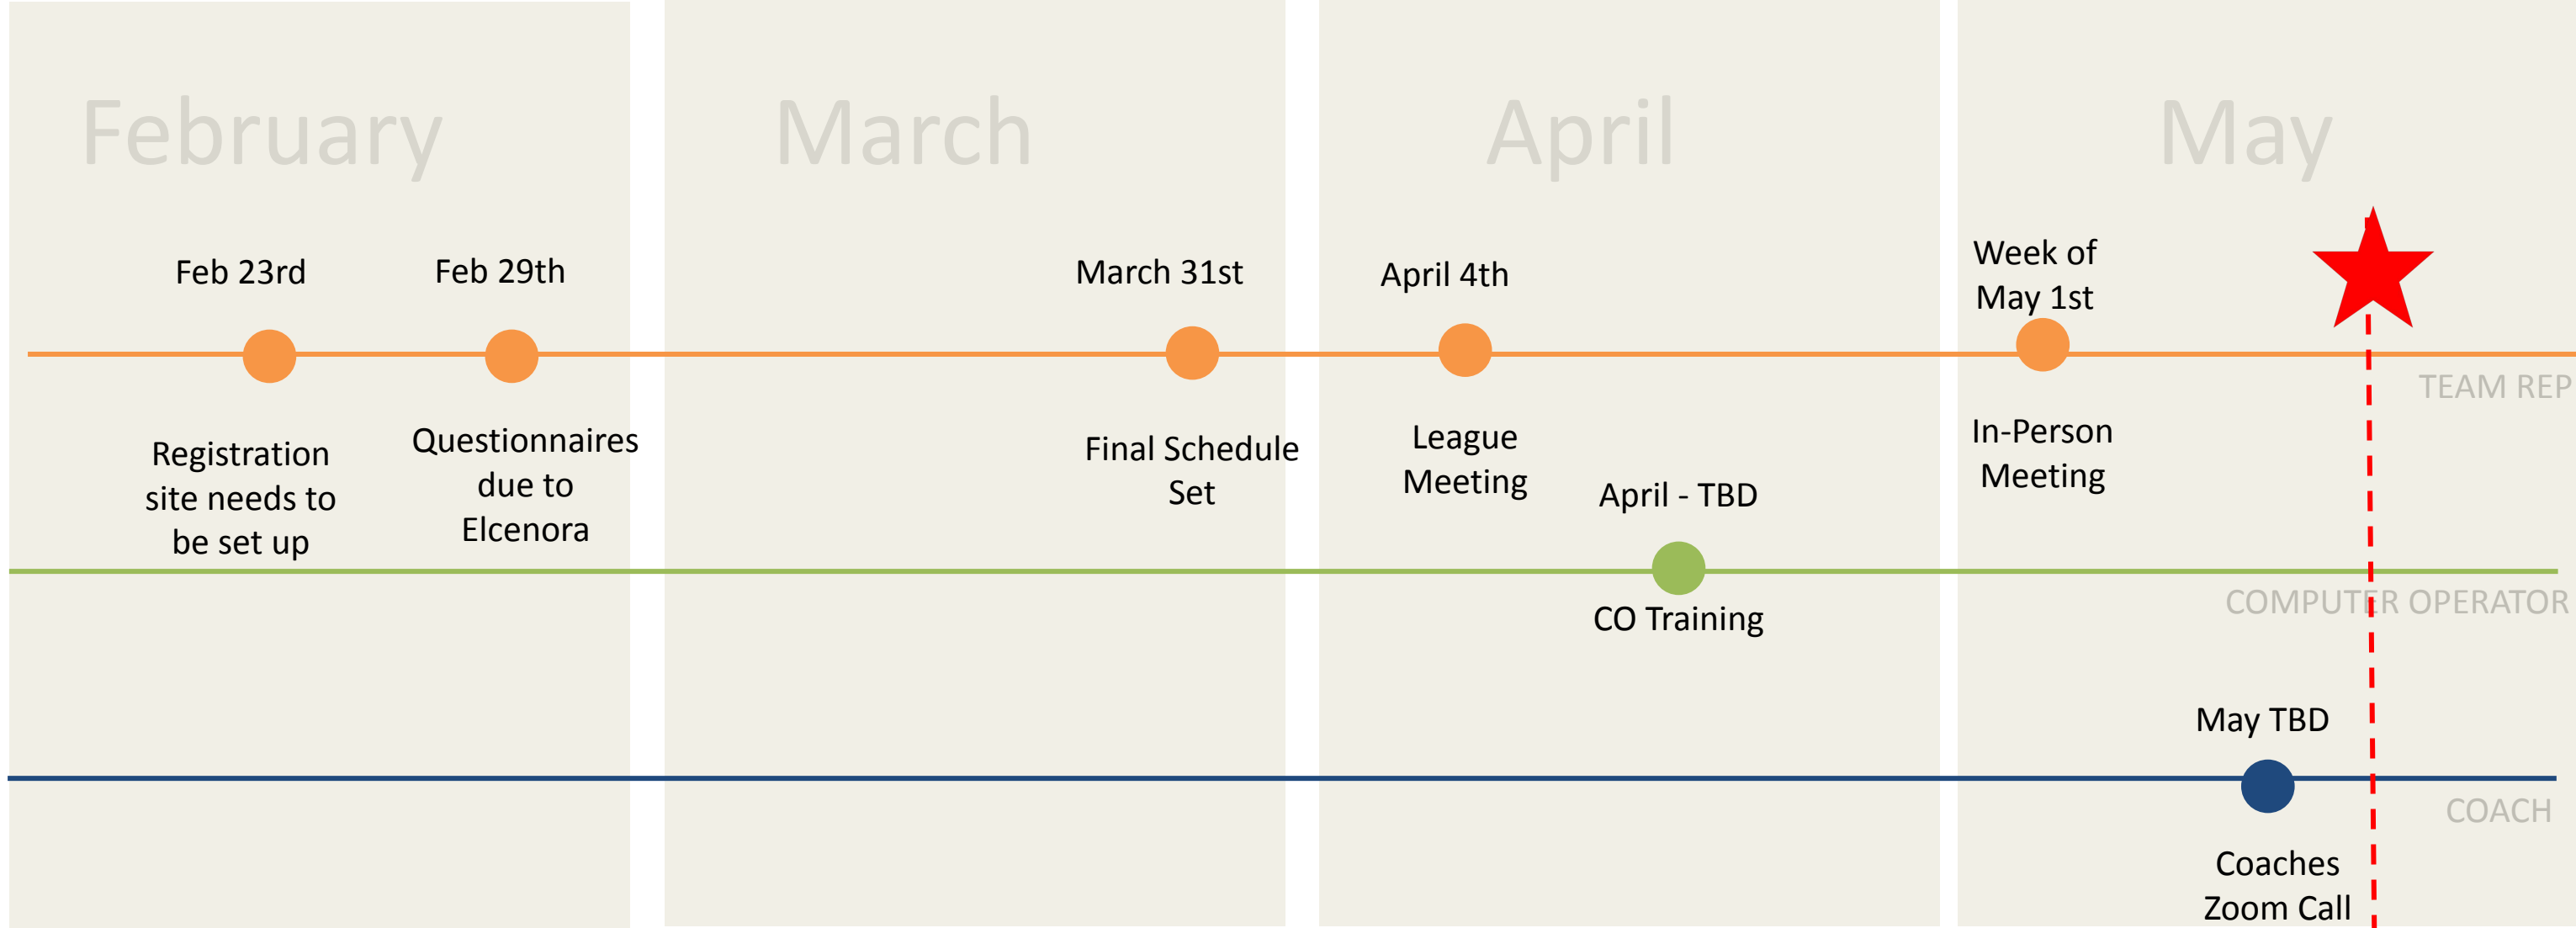 February
March
April
May
Feb 23rd
Feb 29th
March 31st
April 4th
Week of
May 1st
TEAM REP
Registration
site needs to
be set up
Questionnaires
due to
Elcenora
Final Schedule
Set
League
Meeting
In-Person
Meeting
April - TBD
COMPUTER OPERATOR
CO Training
May TBD
COACH
Coaches
Zoom Call